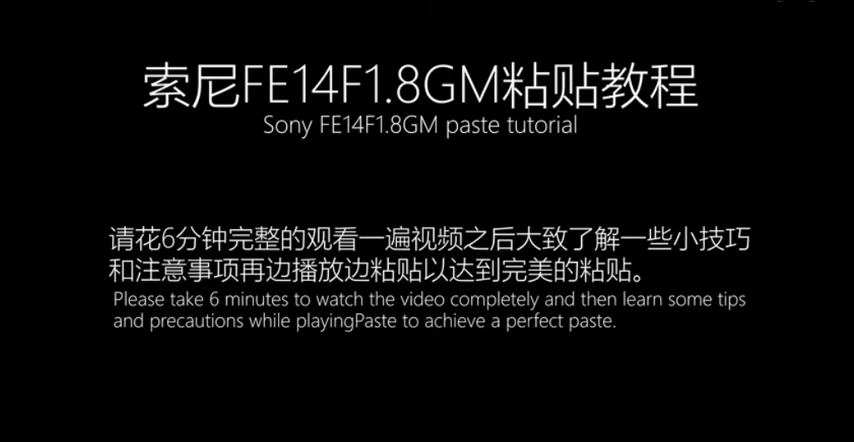 索尼FE14F1.8GM粘贴教程
Sony FE14F1.8GM paste tutorial
请花6分钟完整的观看一遍视频之后大致了解一些小技巧
和注意事项再边播放边粘贴以达到完美的粘贴。
Please take 6 minutes to watch the video completely and then learn some tips
and precautions while playingPaste to achieve a perfect paste.